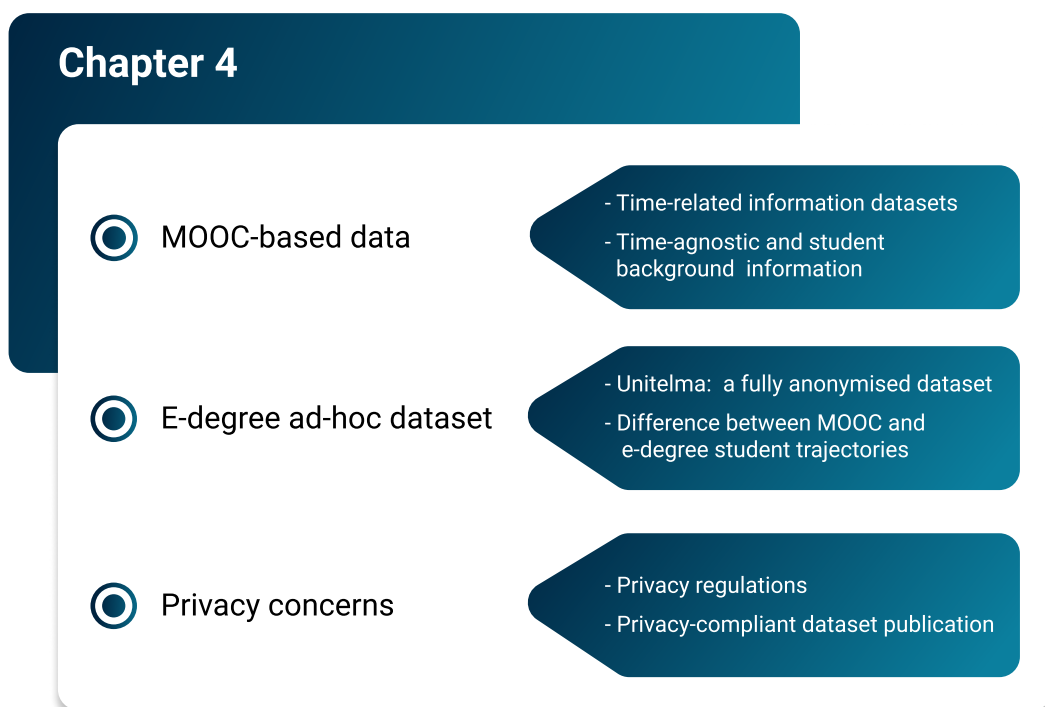 Chapter 4
MOOC-based data
- Time-related information datasets
- Time-agnostic and student
background  information
E-degree ad-hoc dataset
- Unitelma:  a fully anonymised dataset
- Difference between MOOC and
e-degree student trajectories
Privacy concerns
- Privacy regulations
- Privacy-compliant dataset publication